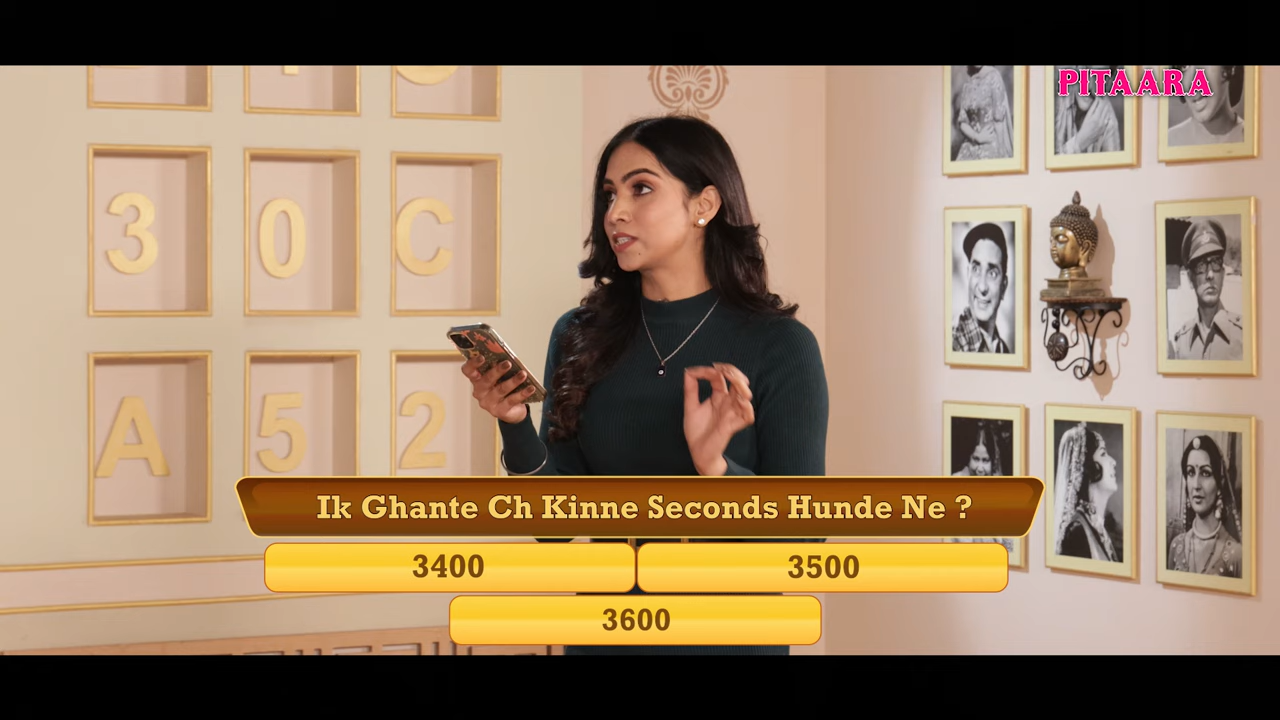 PITAARA
3 0 C
A 5 2
Ik Ghante Ch Kinne Seconds Hunde Ne ?
3400
3500
3600